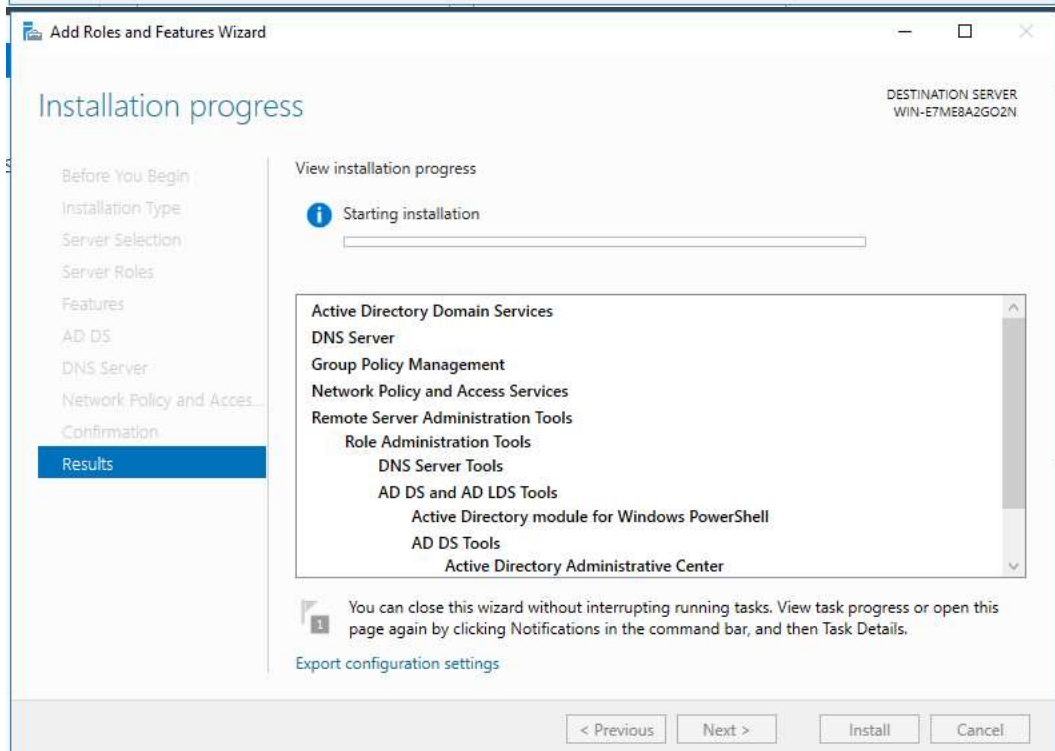 Add Roles and Features Wizard
Installation progress
DESTINATION SERVER
WIN-E7ME8A2GO2N
Before You Begin
Installation Type
Server Selection
Server Roles
Features
AD DS
DNS Server
Network Policy and Acces...
Confirmation
Results
View installation progress
Starting installation
Active Directory Domain Services
DNS Server
Group Policy Management
Network Policy and Access Services
Remote Server Administration Tools
Role Administration Tools
DNS Server Tools
AD DS and AD LDS Tools
Active Directory module for Windows PowerShell
AD DS Tools
Active Directory Administrative Center
1
You can close this wizard without interrupting running tasks. View task progress or open this
page again by clicking Notifications in the command bar, and then Task Details.
Export configuration settings
< Previous
Next >
Install
Cancel